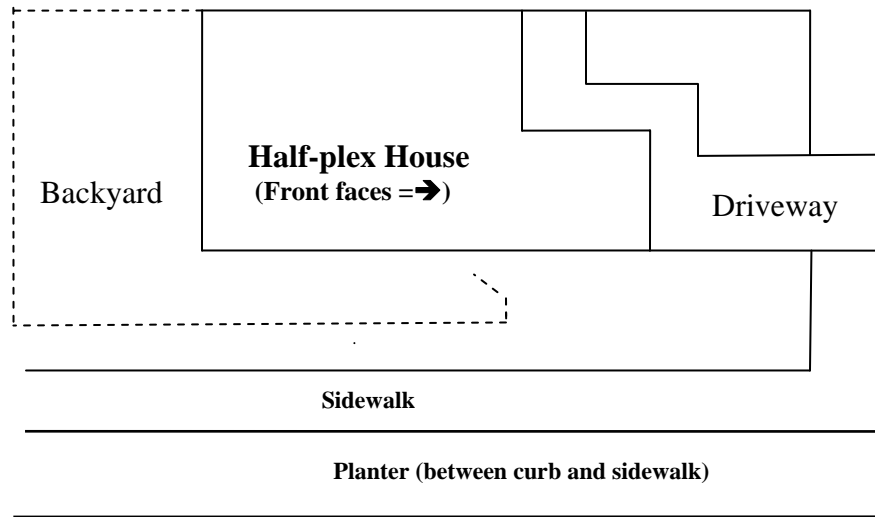 Half-plex House
(Front faces =➔)
Backyard
Driveway
Sidewalk
Planter (between curb and sidewalk)